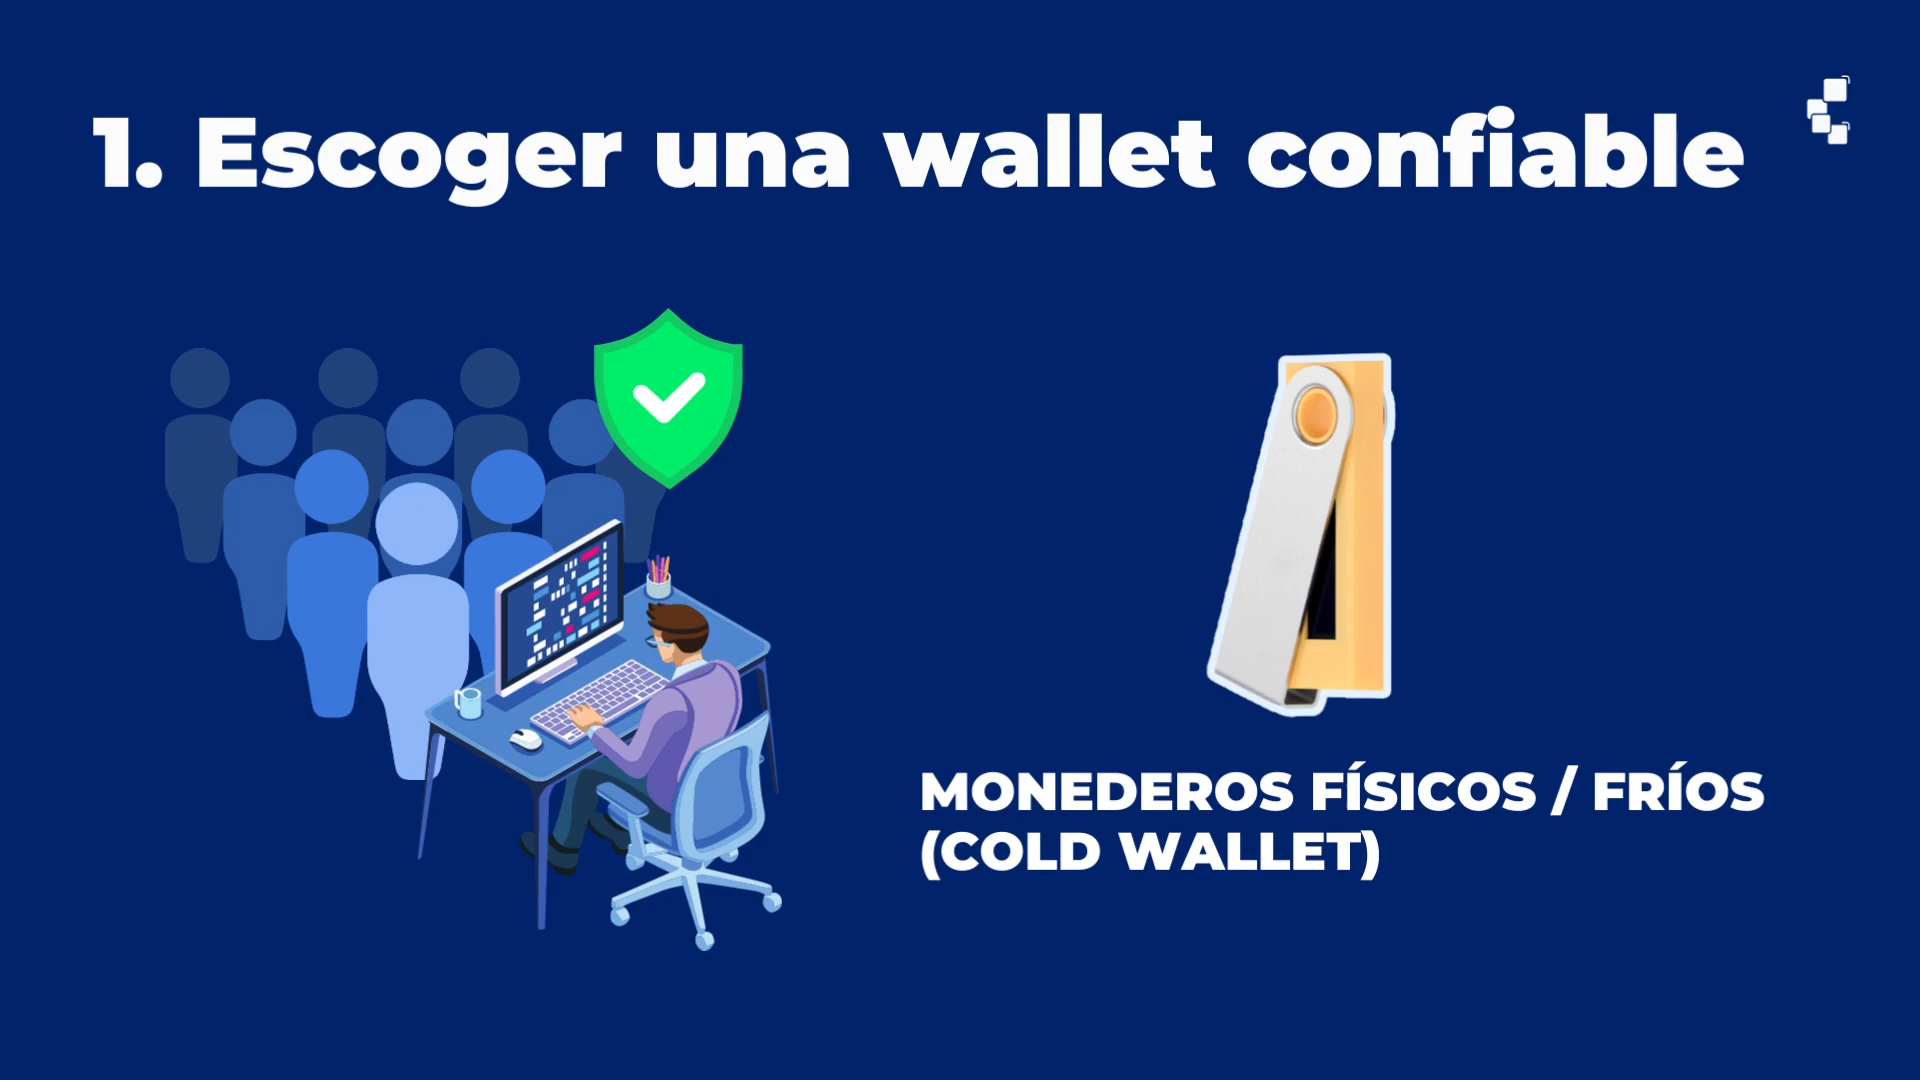 1. Escoger una wallet confiable
MONEDEROS FÍSICOS / FRÍOS
(COLD WALLET)